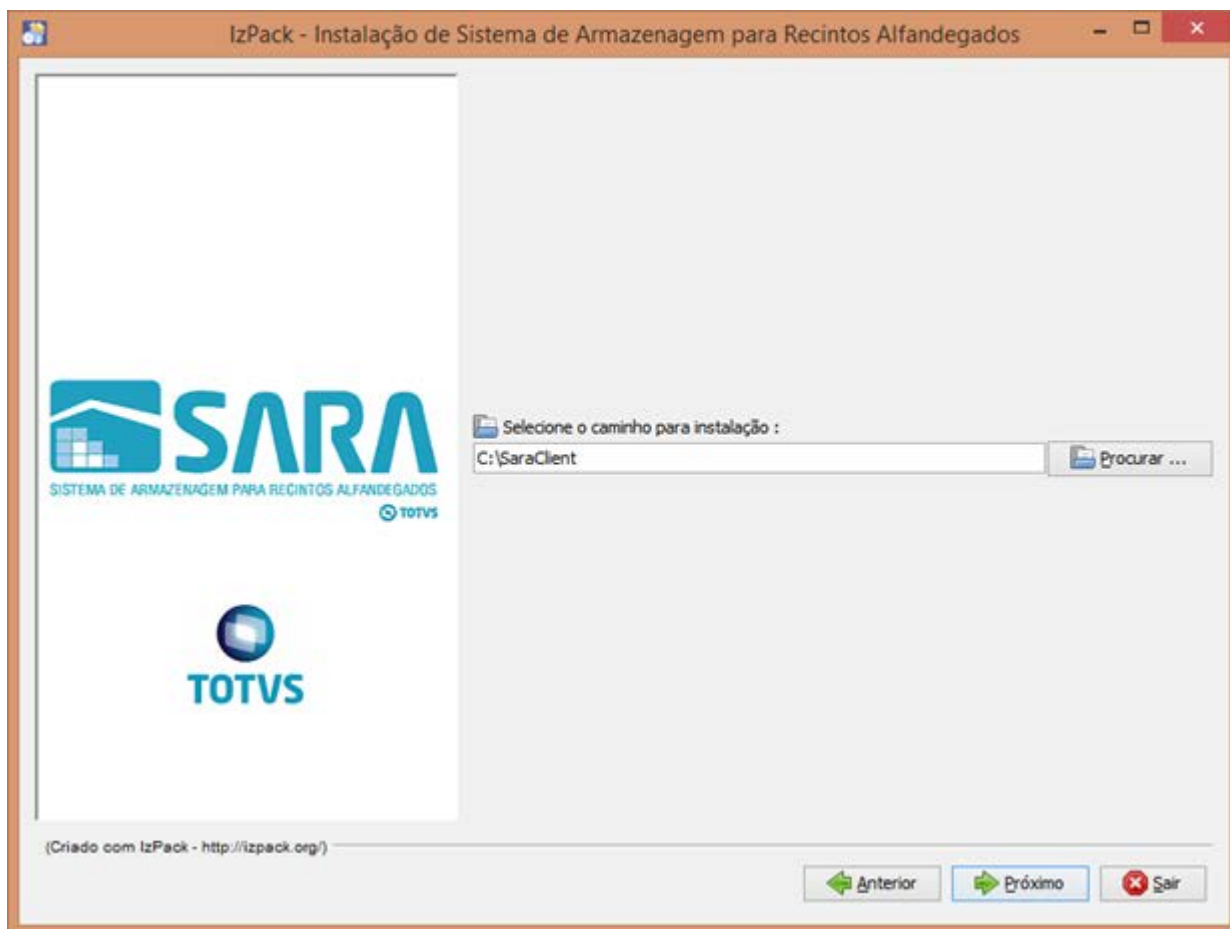 IzPack - Instalação de Sistema de Armazenagem para Recintos Alfandegados
SARA
SISTEMA DE ARMAZENAGEM PARA RECINTOS ALFANDEGADOS
TOTVS
TOTVS
Selecione o caminho para instalação :
C:\SaraClient
Procurar ...
(Criado com IzPack - http://izpack.org/)
Anterior
Próximo
Sair